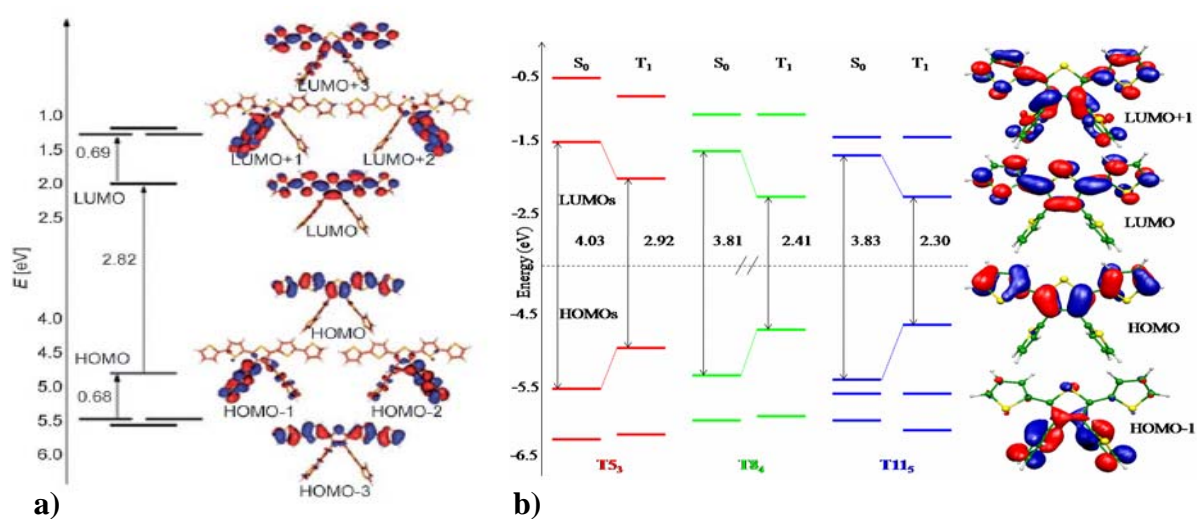 LUMO+3
1.0
0.69
1.5
LUMO+1
LUMO+2
2.0
LUMO
2.5
LUMO
2.82
E [eV]
HOMO
4.0
4.5
HOMO
5.0
0.68
HOMO-1
HOMO-2
5.5
6.0
HOMO-3
a)
b)
S0 T1 S0 T1 S0 T1
-0.5
-1.5
LUMOs
-2.5
4.03 2.92 3.81 2.41 3.83 2.30
Energy (eV)
HOMOs
-4.5
-5.5
-6.5
T53 T84 T115
LUMO+1
LUMO
HOMO
HOMO-1